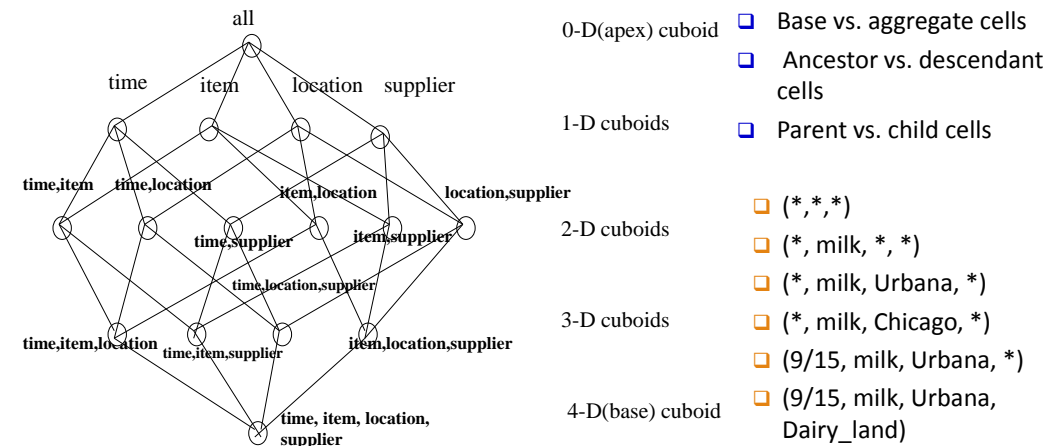 all
time
item
location
supplier
time,item
time,location
item,location
location,supplier
time,supplier
item,supplier
time,location,supplier
time,item,location
time,item,supplier
item,location,supplier
time, item, location,
supplier
0-D(apex) cuboid
1-D cuboids
2-D cuboids
3-D cuboids
4-D(base) cuboid
Base vs. aggregate cells
Ancestor vs. descendant
cells
Parent vs. child cells
(*,*,*)
(*, milk, *, *)
(*, milk, Urbana, *)
(*, milk, Chicago, *)
(9/15, milk, Urbana, *)
(9/15, milk, Urbana,
Dairy_land)